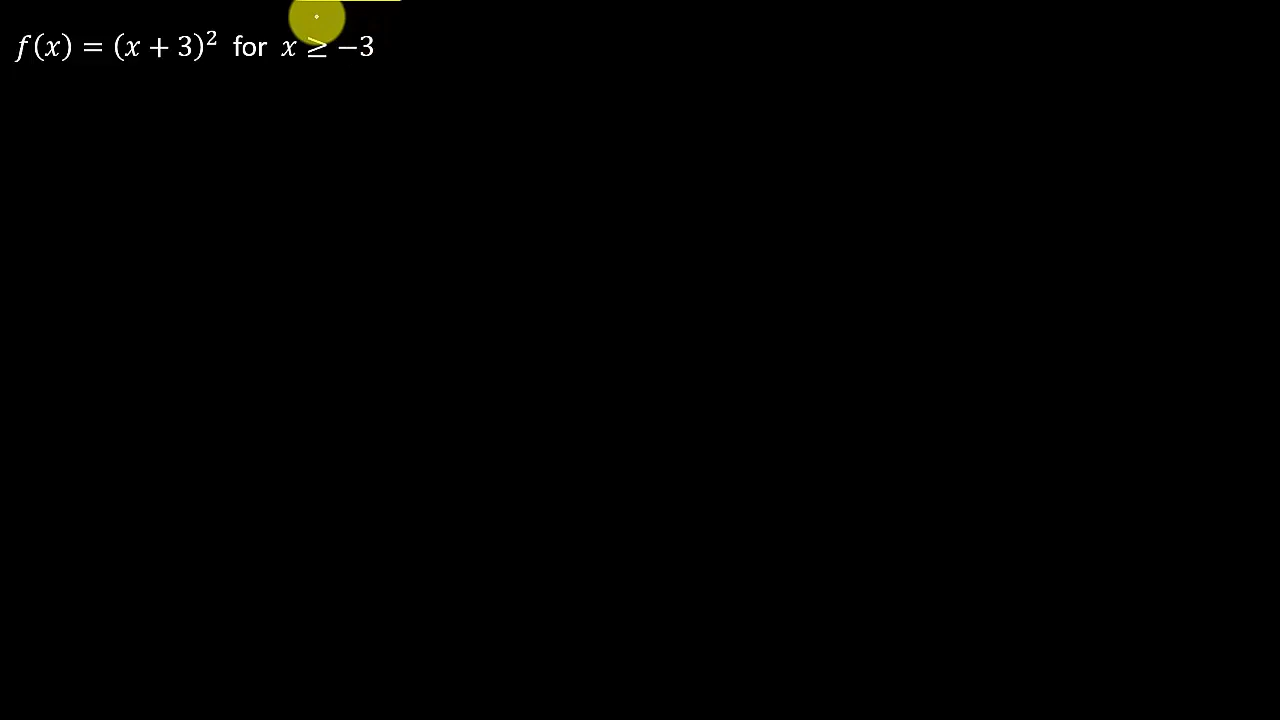 f(x) = (x + 3)² for x ≥ −3